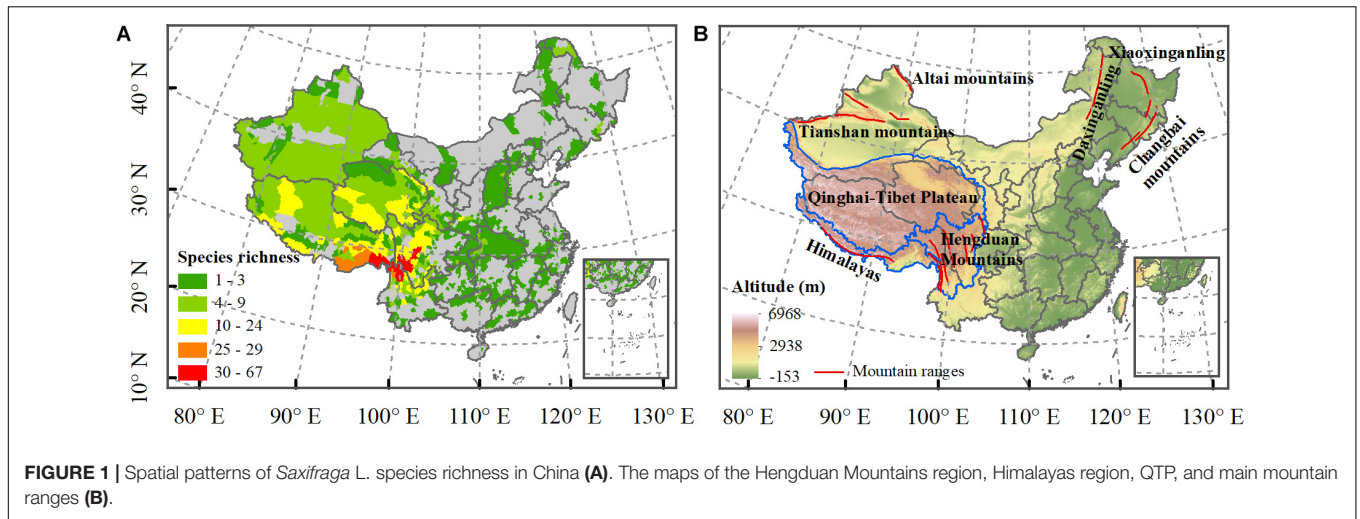 A
40° N
30° N
20° N
10° N
Species richness
1 - 3
4 - 9
10 - 24
25 - 29
30 - 67
80° E 90° E 100° E 110° E 120° E 130° E
B
Xiaoxinganling
Altai mountains
Daxinganling
Tianshan mountains
Changbai
mountains
Qinghai-Tibet Plateau
Hengduan
Mountains
Himalayas
Altitude (m)
6968
2938
-153
Mountain ranges
80° E 90° E 100° E 110° E 120° E 130° E
FIGURE 1 | Spatial patterns of Saxifraga L. species richness in China (A). The maps of the Hengduan Mountains region, Himalayas region, QTP, and main mountain
ranges (B).